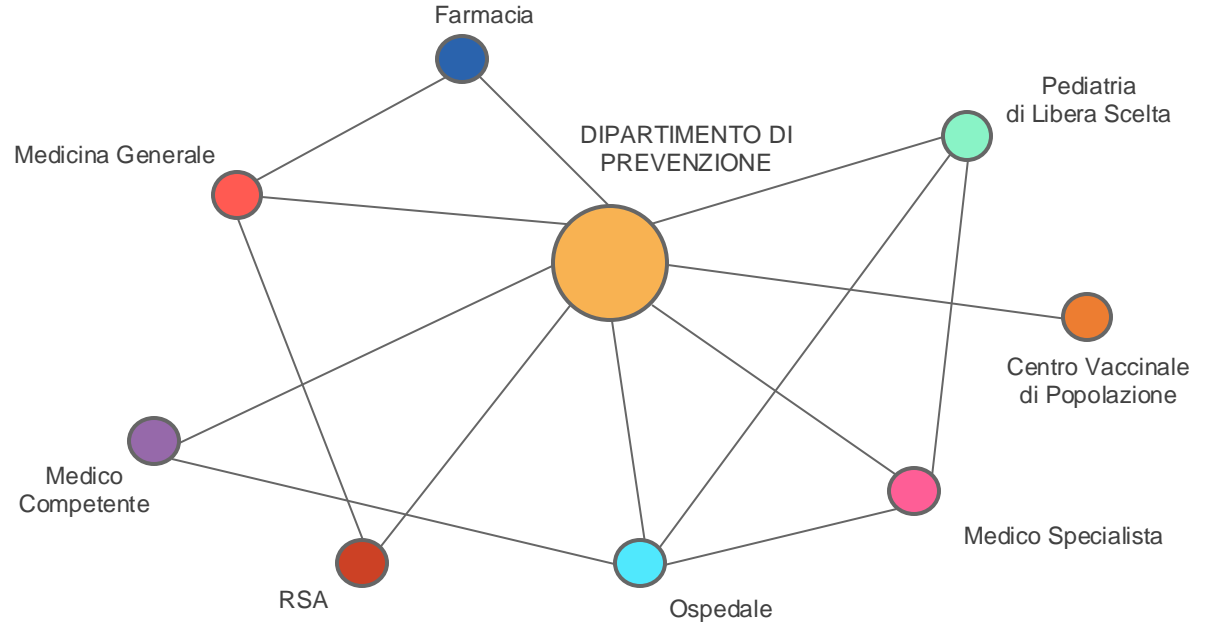 Farmacia
Pediatria
di Libera Scelta
DIPARTIMENTO DI
PREVENZIONE
Medicina Generale
Centro Vaccinale
di Popolazione
Medico
Competente
Medico Specialista
RSA
Ospedale